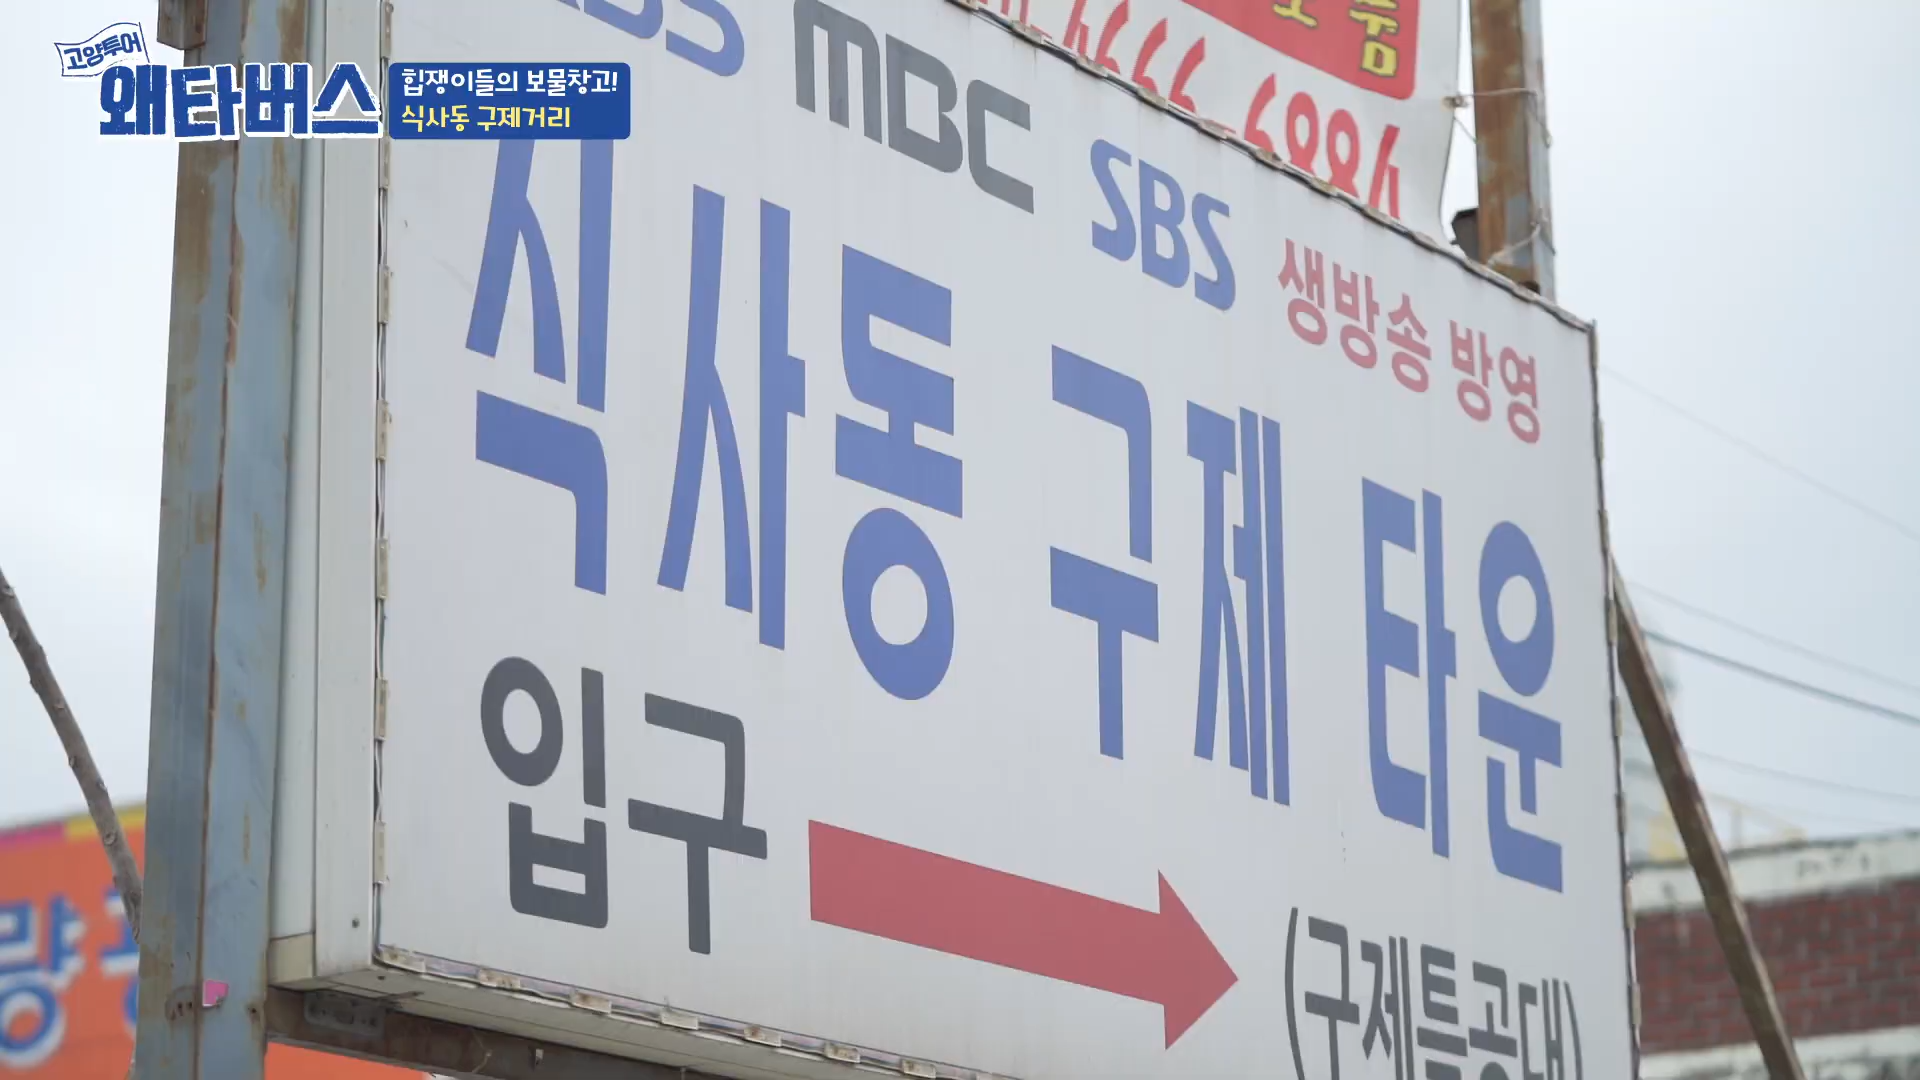 고양투어
왜타버스
힙쟁이들의 보물창고!
식사동 구제거리
KBS mBC SBS 생방송 방영
식사동 구제 타운
입구
(구제특공대)